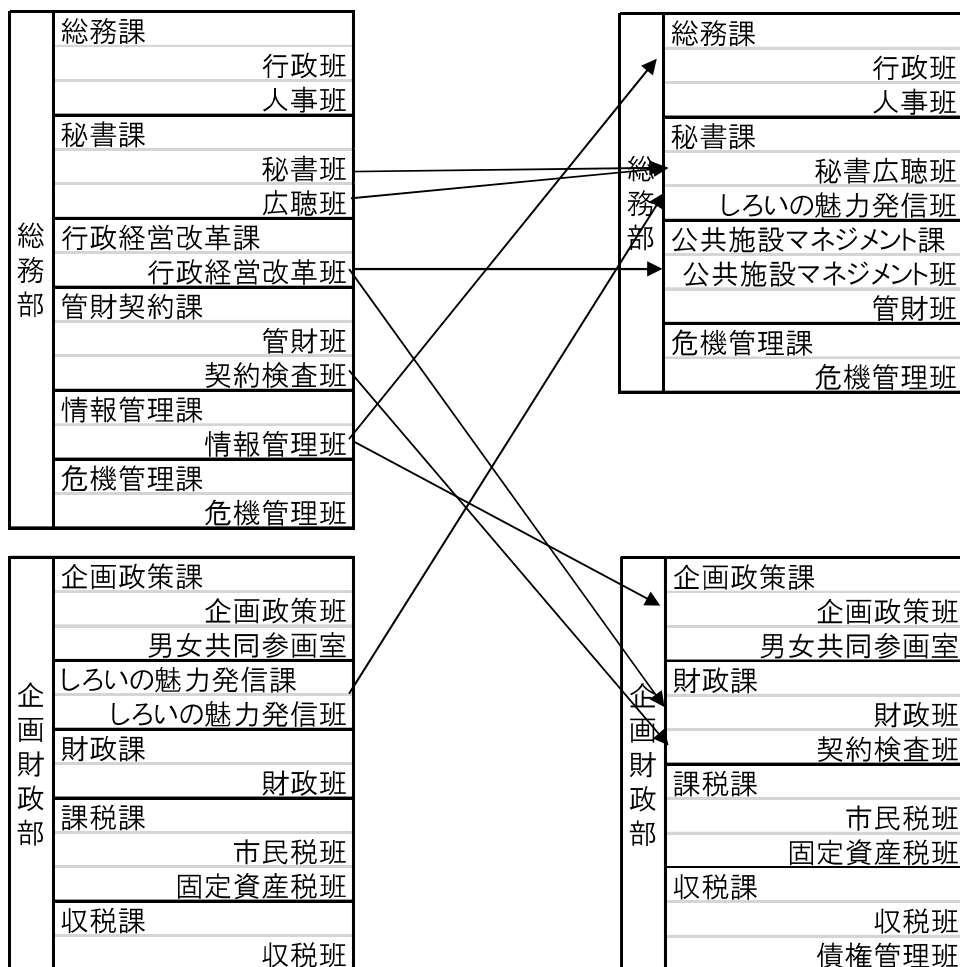 総務部
総務課
行政班
人事班
秘書課
秘書班
広聴班
行政経営改革課
行政経営改革班
管財契約課
管財班
契約検査班
情報管理課
情報管理班
危機管理課
危機管理班
企画財政部
企画政策課
企画政策班
男女共同参画室
しろいの魅力発信課
しろいの魅力発信班
財政課
財政班
課税課
市民税班
固定資産税班
収税課
収税班
総務部
総務課
行政班
人事班
秘書課
秘書広聴班
しろいの魅力発信班
公共施設マネジメント課
公共施設マネジメント班
管財班
危機管理課
危機管理班
企画財政部
企画政策課
企画政策班
男女共同参画室
財政課
財政班
契約検査班
課税課
市民税班
固定資産税班
収税課
収税班
債権管理班